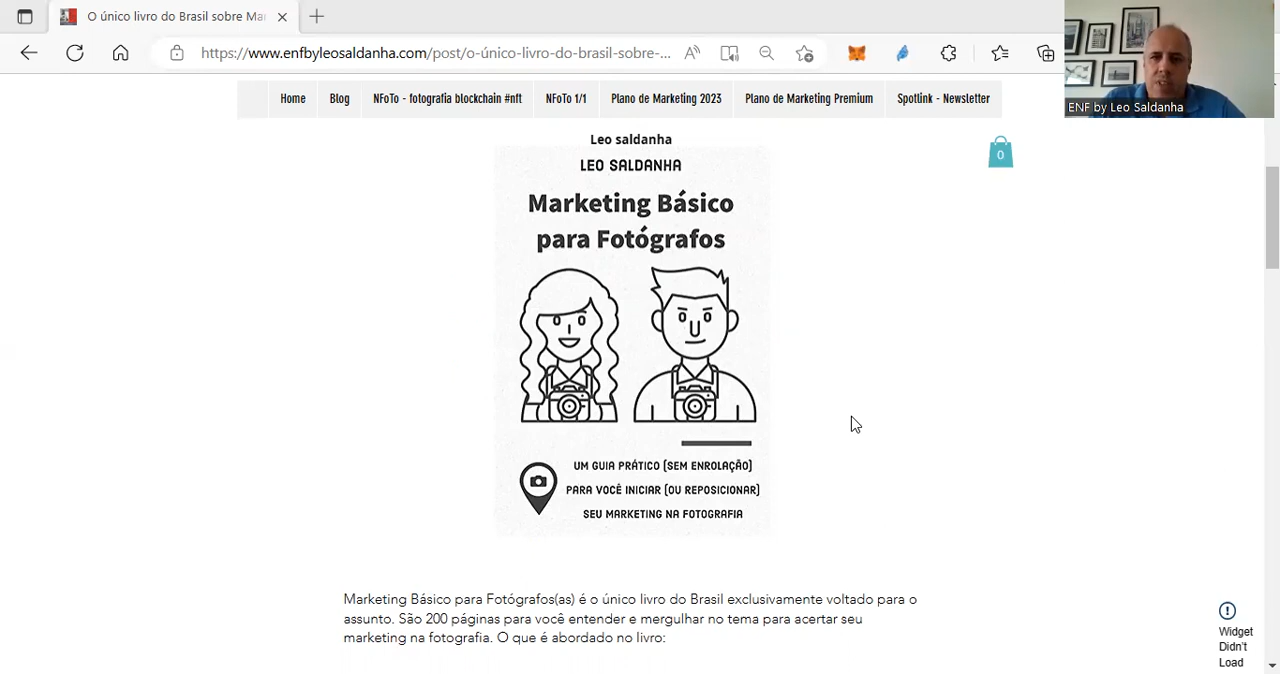 O único livro do Brasil sobre Ma
https://www.enfbyleosaldanha.com/post/o-único-livro-do-brasil-sobre-...
ENF by Leo Saldanha
Home Blog NFoTo - fotografia blockchain #nft NFoTo 1/1 Plano de Marketing 2023 Plano de Marketing Premium Spotlink - Newsletter
Leo saldanha
0
LEO SALDANHA
Marketing Básico
para Fotógrafos
UM GUIA PRÁTICO (SEM ENROLAÇÃO)
PARA VOCÊ INICIAR (OU REPOSICIONAR)
SEU MARKETING NA FOTOGRAFIA
Marketing Básico para Fotógrafos(as) é o único livro do Brasil exclusivamente voltado para o
assunto. São 200 páginas para você entender e mergulhar no tema para acertar seu
marketing na fotografia. O que é abordado no livro:
Widget
Didn't
Load